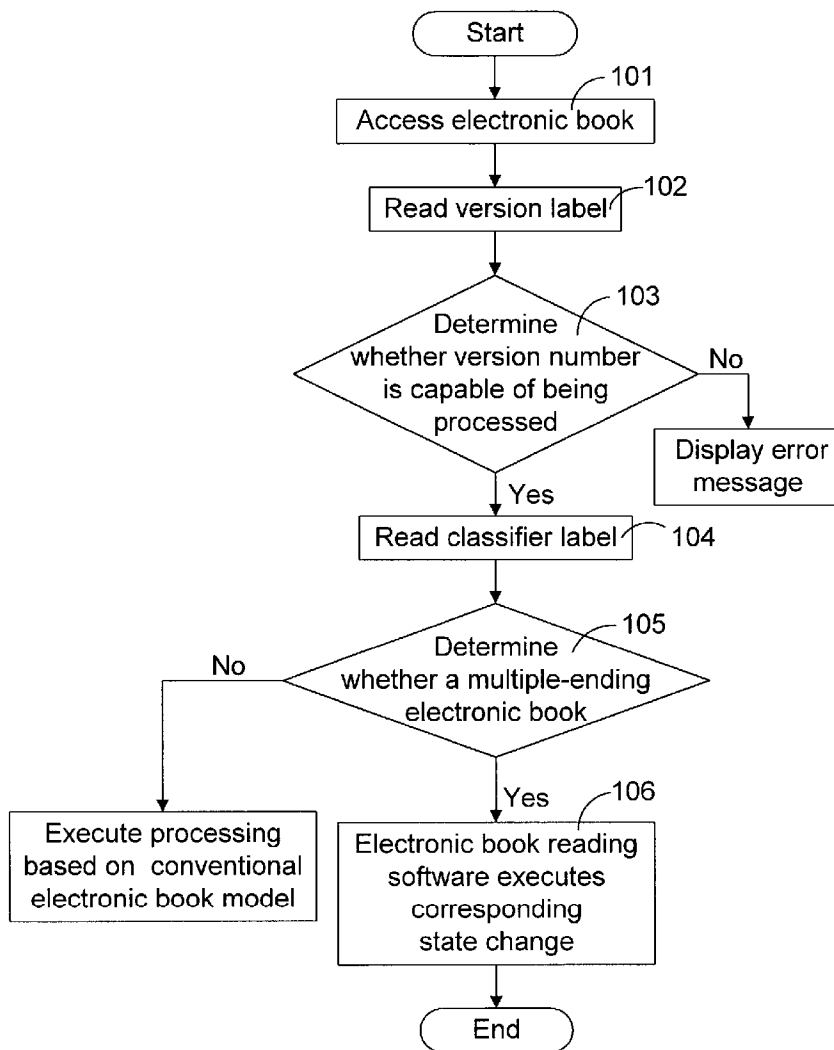 Start
101
Access electronic book
102
Read version label
103
Determine
whether version number
is capable of being
processed
No
Display error
message
Yes
Read classifier label
104
105
Determine
whether a multiple-ending
electronic book
No
Yes
106
Execute processing
based on conventional
electronic book model
Electronic book reading
software executes
corresponding
state change
End